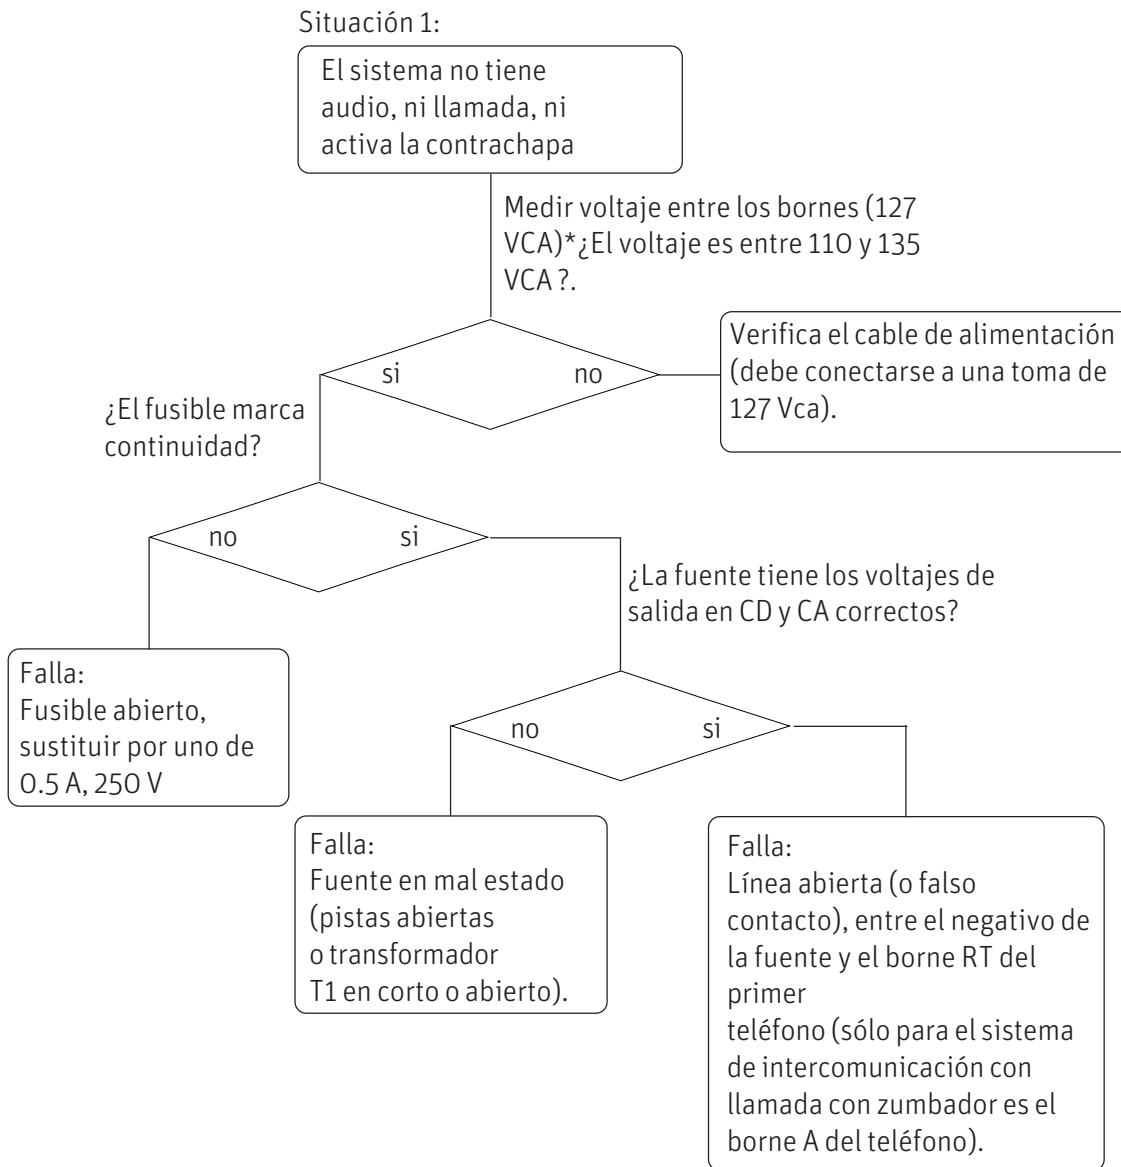 Situación 1:
El sistema no tiene
audio, ni llamada, ni
activa la contrachapa
Medir voltaje entre los bornes (127
VCA)*¿El voltaje es entre 110 y 135
VCA ?.
si
no
Verifica el cable de alimentación
(debe conectarse a una toma de
127 Vca).
¿El fusible marca
continuidad?
no
si
¿La fuente tiene los voltajes de
salida en CD y CA correctos?
Falla:
Fusible abierto,
sustituir por uno de
0.5 A, 250 V
no
si
Falla:
Fuente en mal estado
(pistas abiertas
o transformador
T1 en corto o abierto).
Falla:
Línea abierta (o falso
contacto), entre el negativo de
la fuente y el borne RT del
primer
teléfono (sólo para el sistema
de intercomunicación con
llamada con zumbador es el
borne A del teléfono).